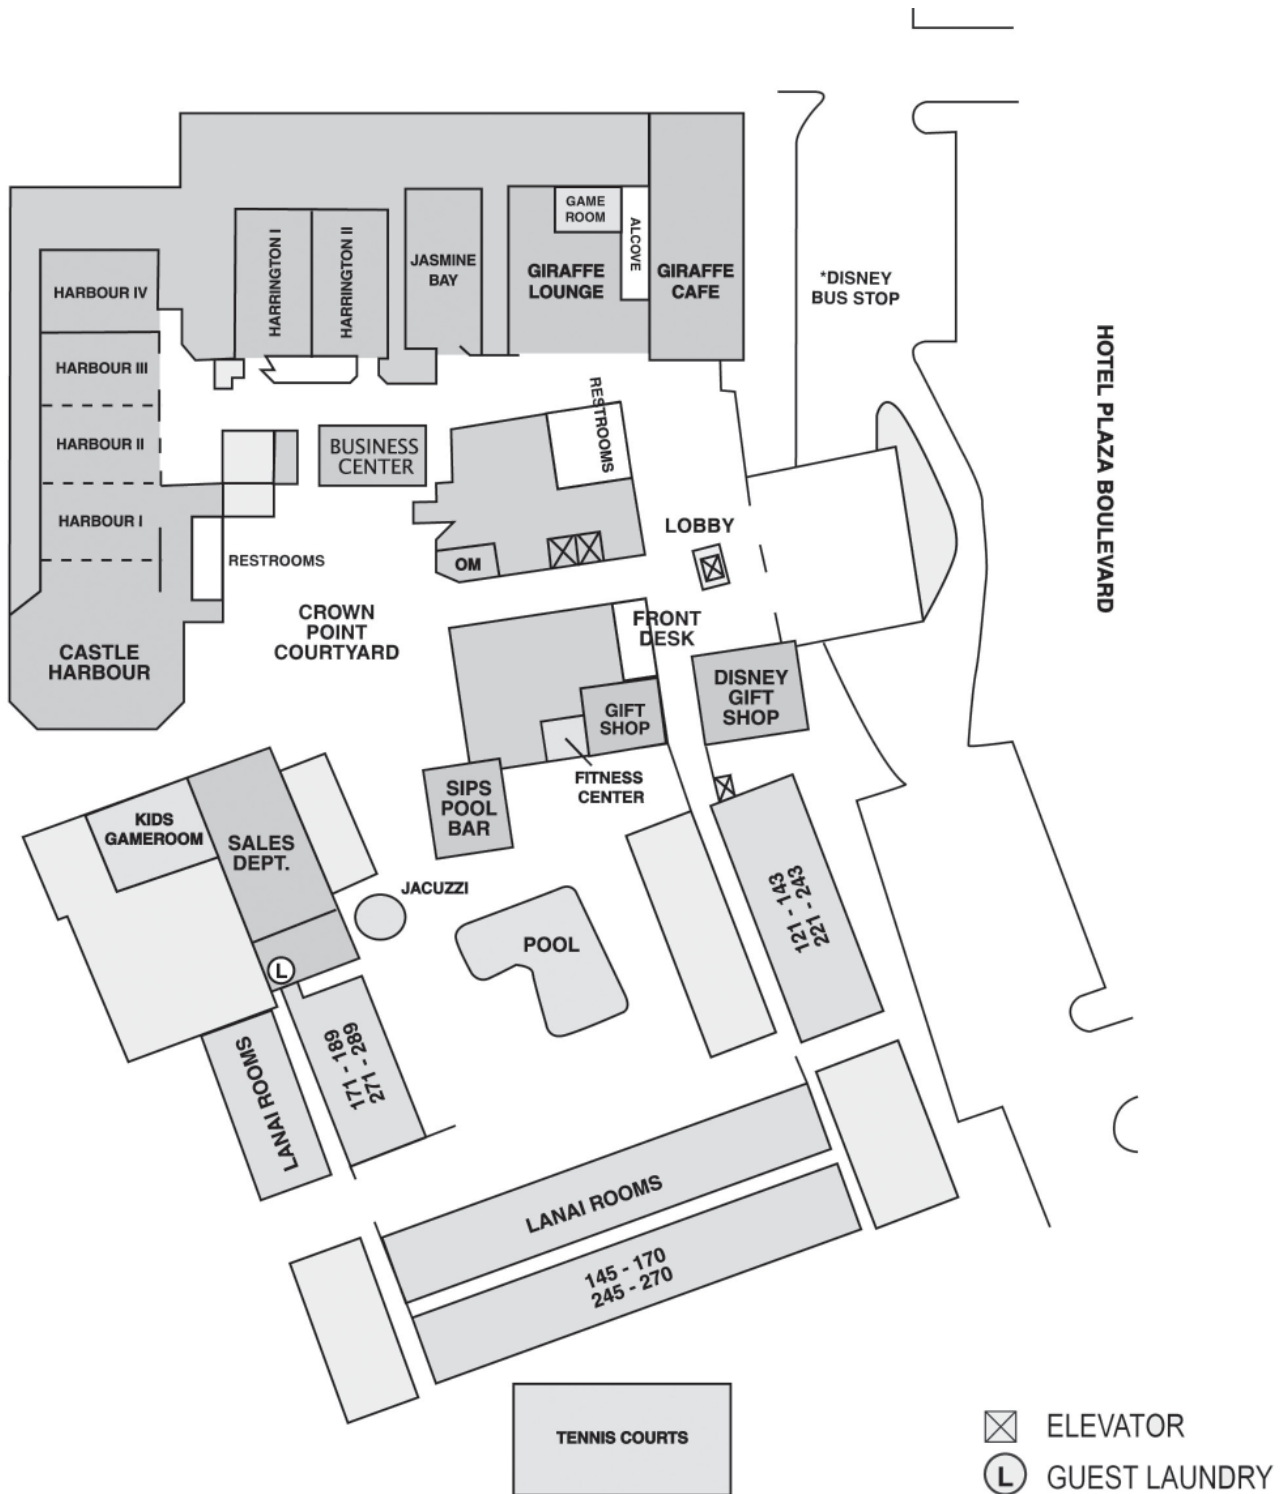 GAME
ROOM
ALCOVE
HARRINGTON I
HARRINGTON II
JASMINE
BAY
GIRAFFE
LOUNGE
GIRAFFE
CAFE
*DISNEY
BUS STOP
HARBOUR IV
HARBOUR III
HARBOUR II
HARBOUR I
HOTEL PLAZA BOULEVARD
RESTROOMS
BUSINESS
CENTER
LOBBY
OM
RESTROOMS
CROWN
POINT
COURTYARD
FRONT
DESK
CASTLE
HARBOUR
DISNEY
GIFT
SHOP
GIFT
SHOP
FITNESS
CENTER
SIPS
POOL
BAR
KIDS
GAMEROOM
SALES
DEPT.
JACUZZI
POOL
121 - 143
221 - 243
L
171 - 189
271 - 289
LANAI ROOMS
LANAI ROOMS
145 - 170
245 - 270
TENNIS COURTS
ELEVATOR
L GUEST LAUNDRY